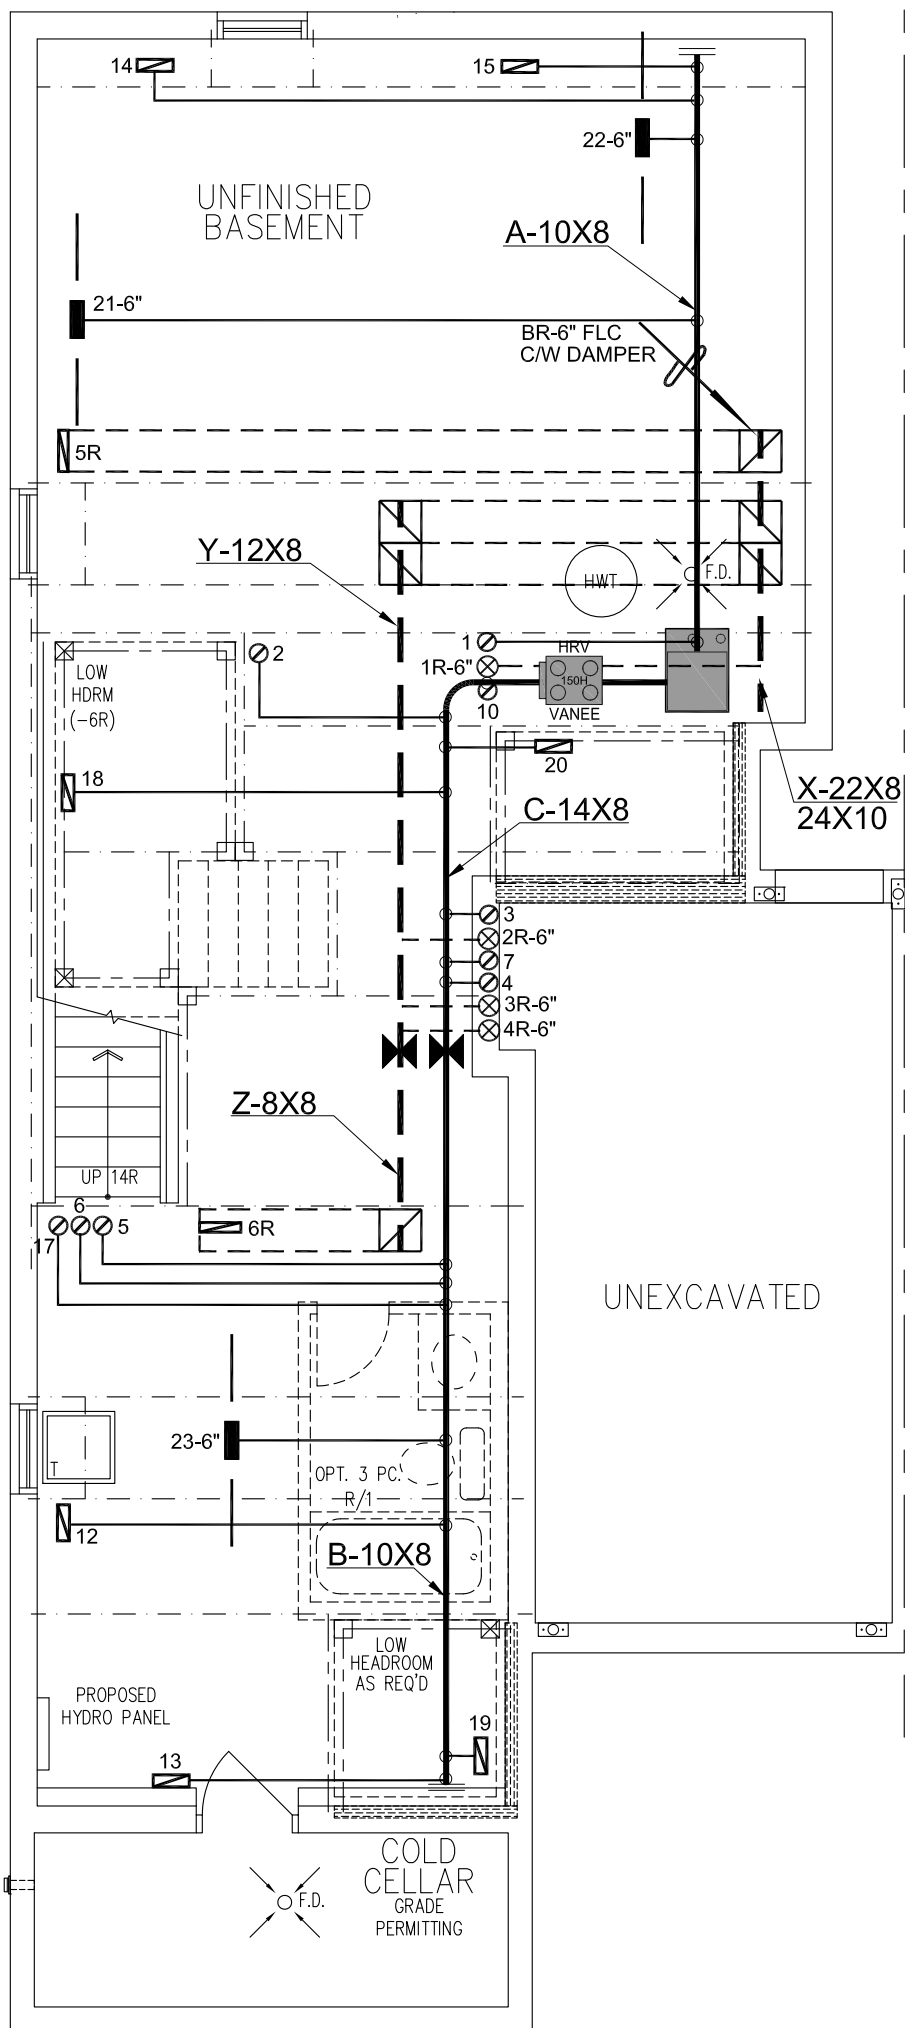 14
15
22-6"
UNFINISHED
BASEMENT
A-10X8
21-6"
BR-6" FLC
C/W DAMPER
5R
Y-12X8
HWT
F.D.
1
HRV
2
1R-6"
150H
LOW
HDRM
(-6R)
10
VANEE
20
18
X-22X8
24X10
C-14X8
3
2R-6"
7
4
3R-6"
4R-6"
Z-8X8
UP 14R
6
17
5
6R
UNEXCAVATED
23-6"
T
OPT. 3 PC.
R/1
12
B-10X8
LOW
HEADROOM
AS REQ'D
PROPOSED
HYDRO PANEL
19
13
COLD
CELLAR
GRADE
PERMITTING
F.D.